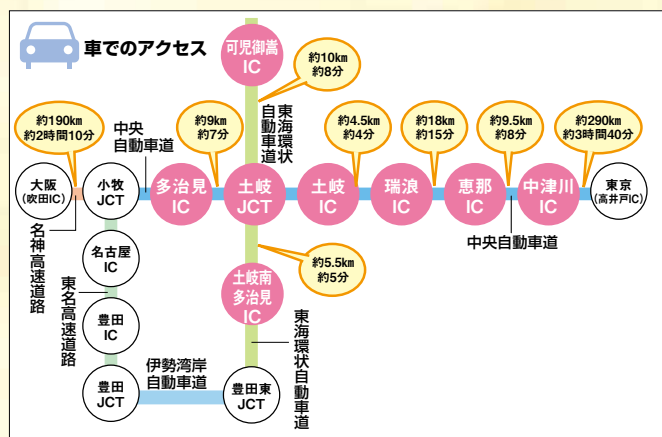 車でのアクセス
可児御嵩
IC
約10km
約8分
東海環状
自動車道
約190km
約2時間10分
中央
自動車道
約9km
約7分
約4.5km
約4分
約18km
約15分
約9.5km
約8分
約290km
約3時間40分
大阪
(吹田IC)
小牧
JCT
多治見
IC
土岐
JCT
土岐
IC
瑞浪
IC
恵那
IC
中津川
IC
東京
(高井戸IC)
名神高速道路
中央自動車道
名古屋
IC
約5.5km
約5分
土岐南
多治見
IC
東名高速道路
豊田
IC
東海環状自動車道
伊勢湾岸
自動車道
豊田
JCT
豊田東
JCT